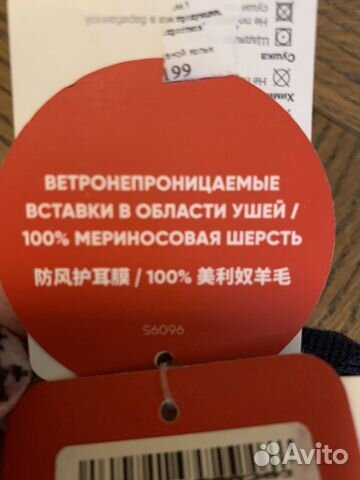 ВЕТРОНЕПРОНИЦАЕМЫЕ
ВСТАВКИ В ОБЛАСТИ УШЕЙ /
100% МЕРИНОСОВАЯ ШЕРСТЬ
防风护耳膜 / 100% 美利奴羊毛
S6096
Сушка
в барабанной
Avito